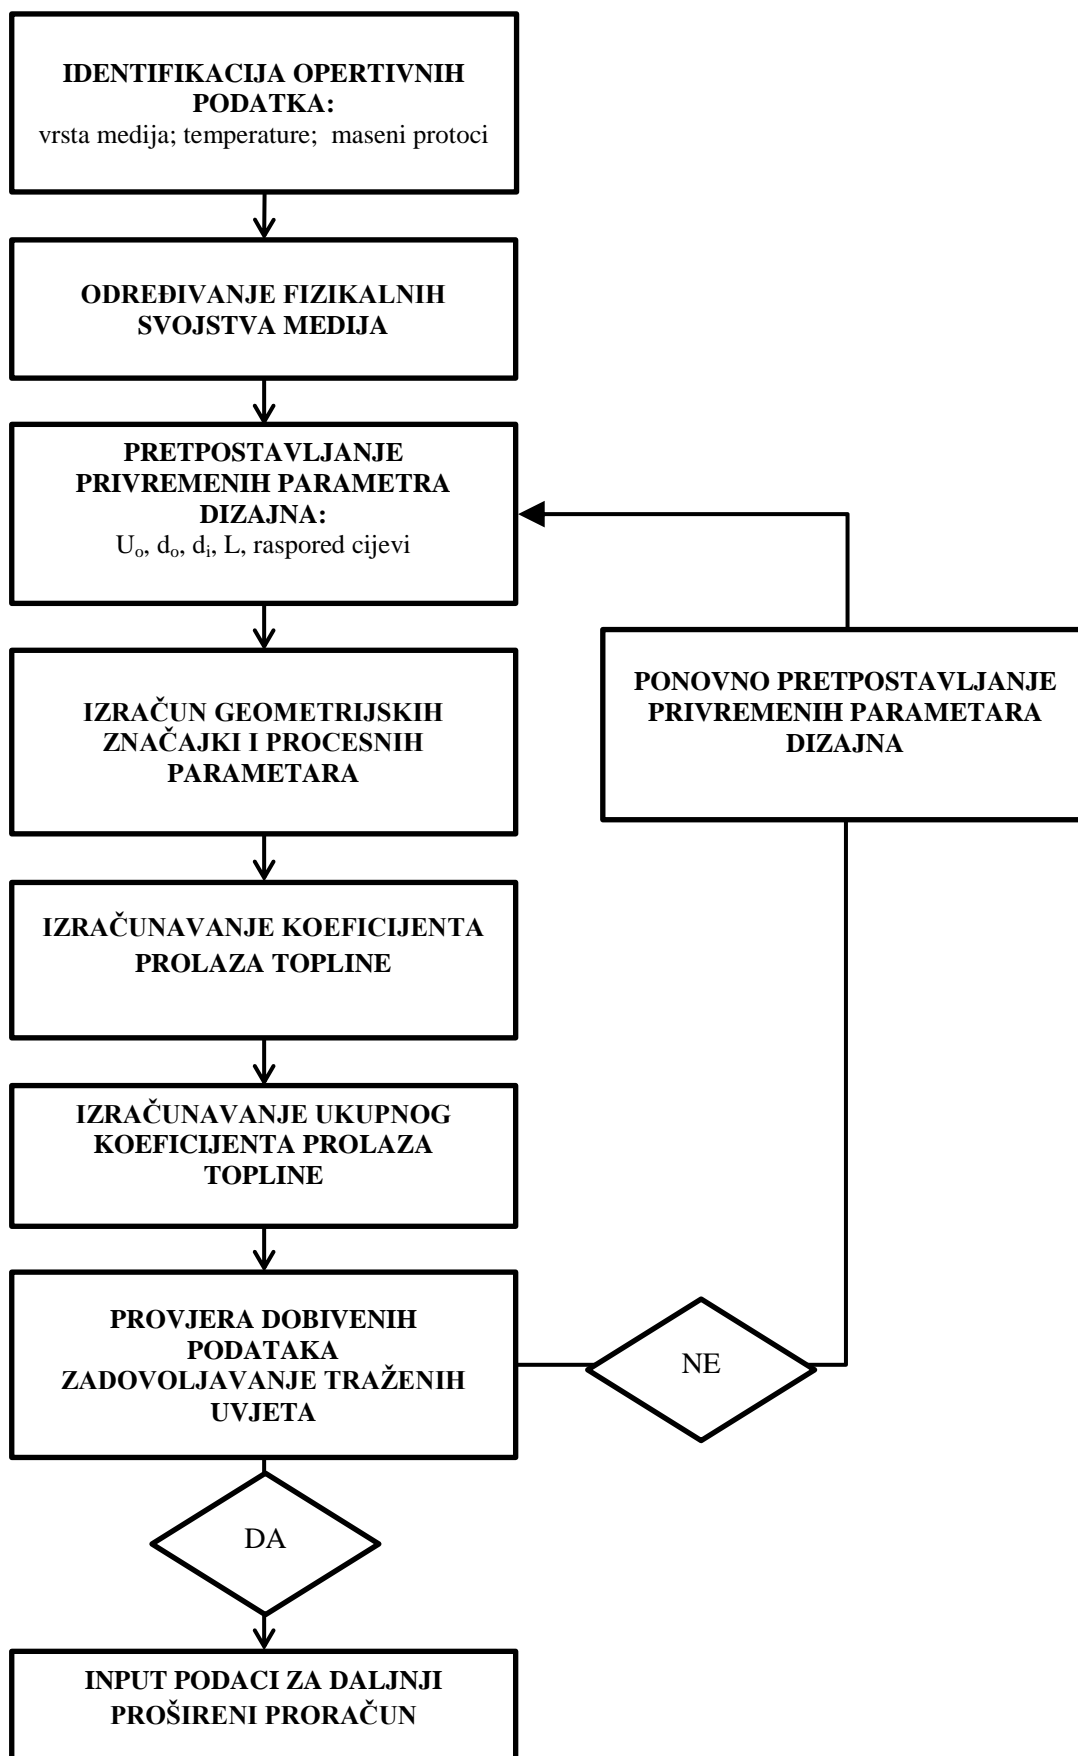 IDENTIFIKACIJA OPERTIVNIH
PODATKA:
vrsta medija; temperature; maseni protoci
ODREĐIVANJE FIZIKALNIH
SVOJSTVA MEDIJA
PRETPOSTAVLJANJE
PRIVREMENIH PARAMETRA
DIZAJNA:
Uₒ, dₒ, dᵢ, L, raspored cijevi
IZRAČUN GEOMETRIJSKIH
ZNAČAJKI I PROCESNIH
PARAMETARA
PONOVNO PRETPOSTAVLJANJE
PRIVREMENIH PARAMETARA
DIZAJNA
IZRAČUNAVANJE KOEFICIJENTA
PROLAZA TOPLINE
IZRAČUNAVANJE UKUPNOG
KOEFICIJENTA PROLAZA
TOPLINE
PROVJERA DOBIVENIH
PODATAKA
ZADOVOLJAVANJE TRAŽENIH
UVJETA
NE
DA
INPUT PODACI ZA DALJNJI
PROŠIRENI PRORAČUN